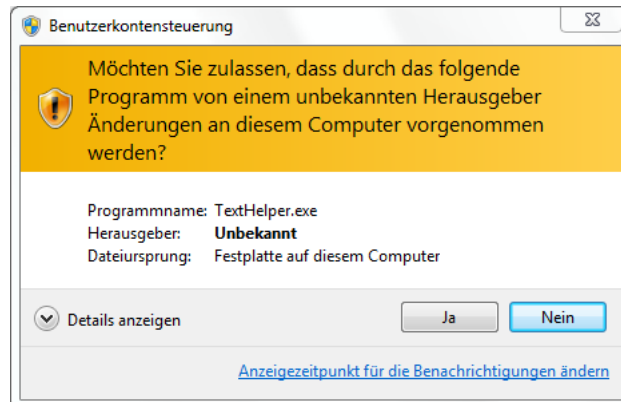 Benutzerkontensteuerung
Möchten Sie zulassen, dass durch das folgende
Programm von einem unbekannten Herausgeber
Änderungen an diesem Computer vorgenommen
werden?
Programmname: TextHelper.exe
Herausgeber: Unbekannt
Dateiursprung: Festplatte auf diesem Computer
Details anzeigen Ja Nein
Anzeigezeitpunkt für die Benachrichtigungen ändern